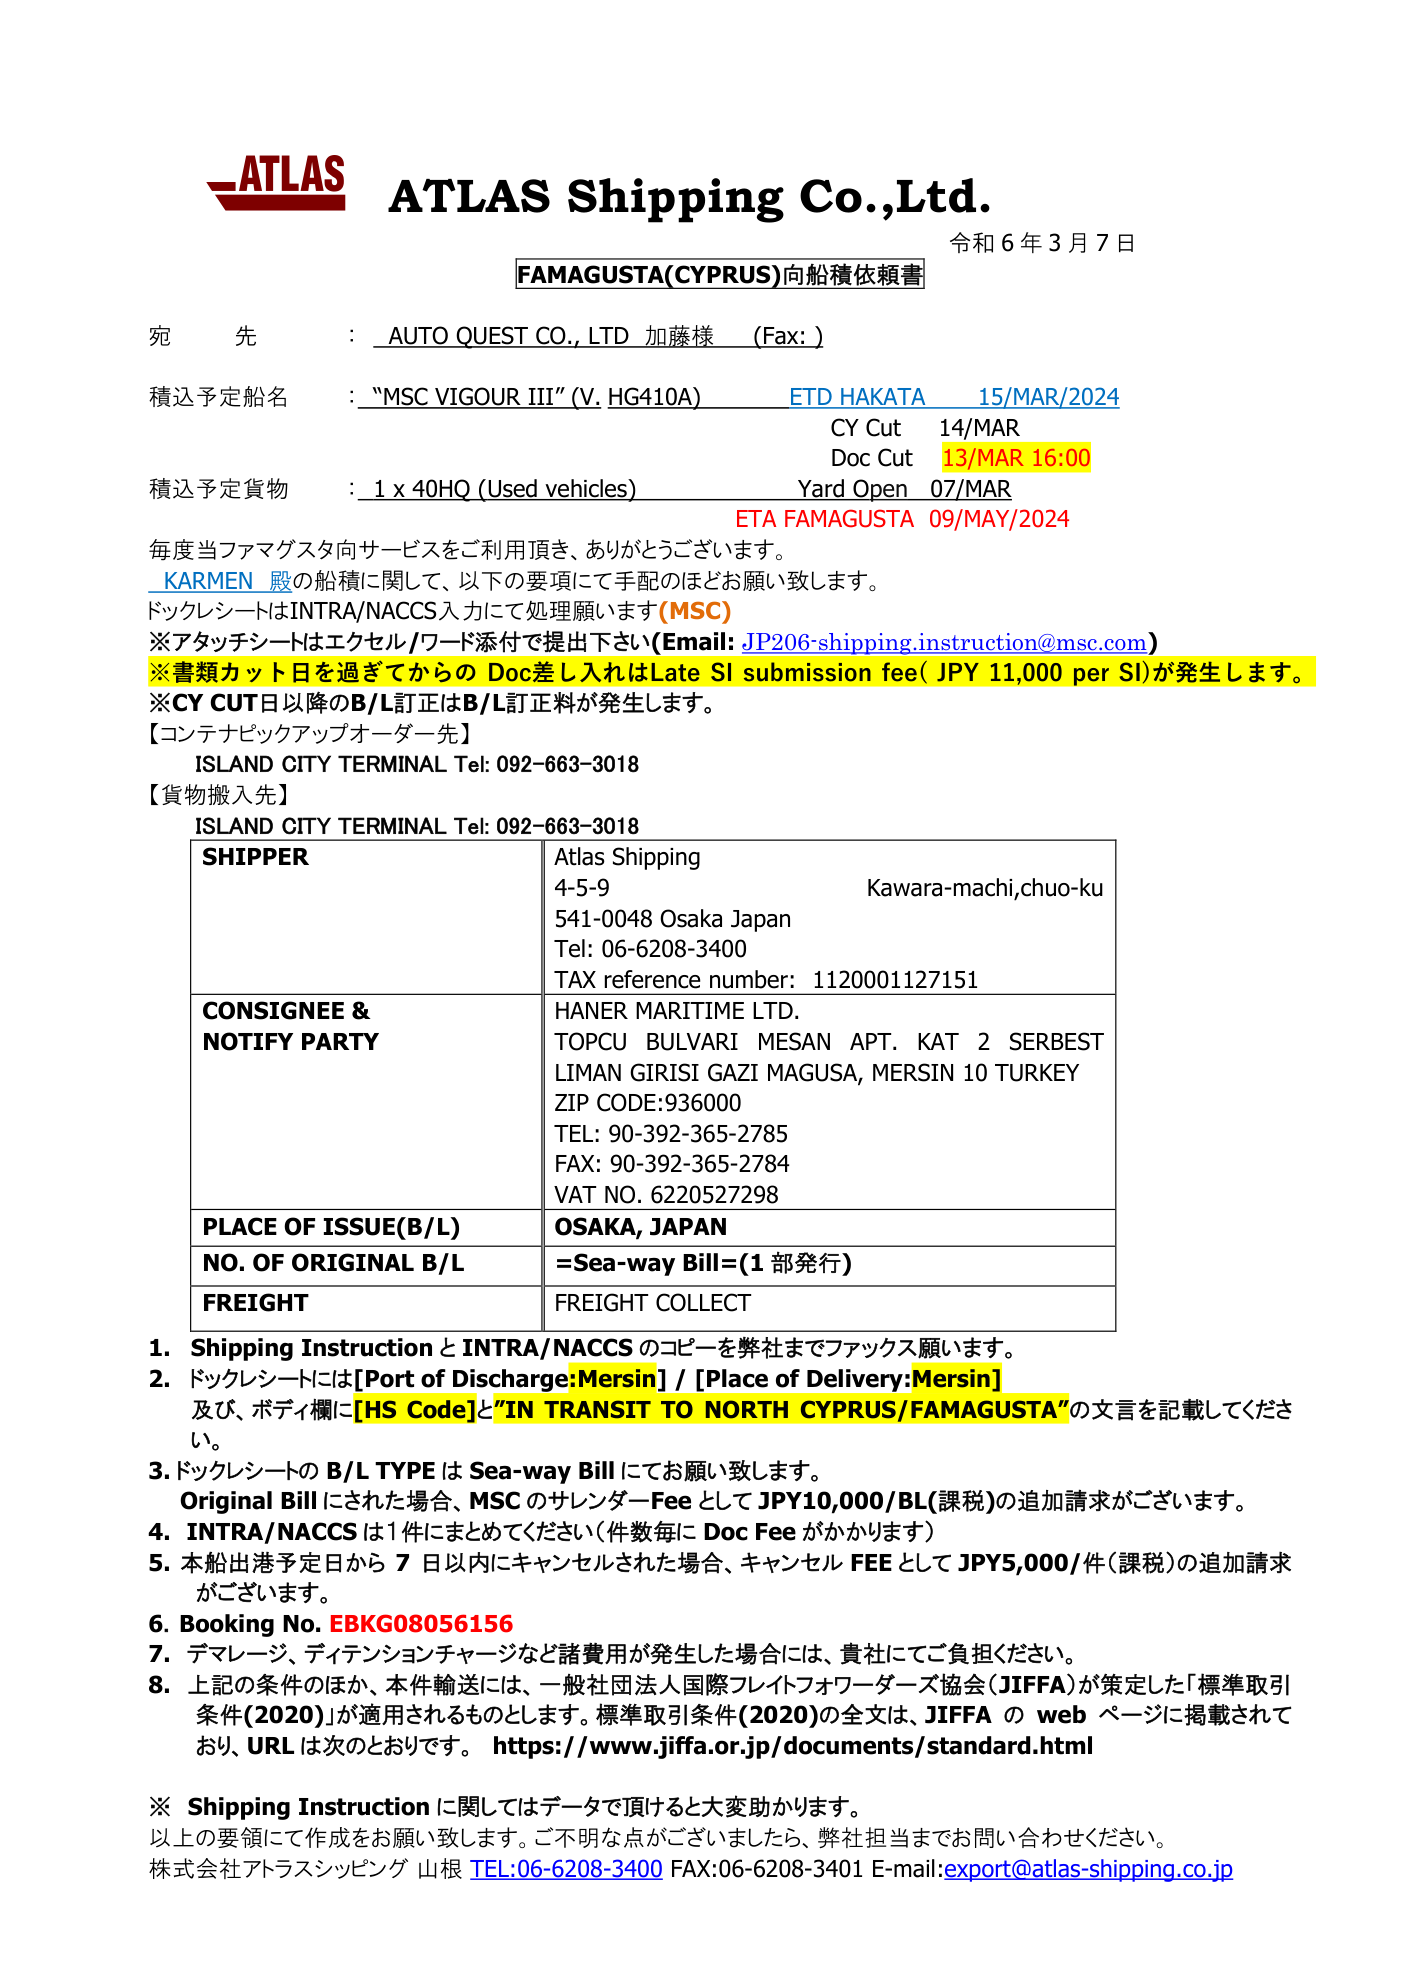 ATLAS
ATLAS Shipping Co.,Ltd.
令和 6 年 3 月 7 日
FAMAGUSTA(CYPRUS)向船積依頼書
宛 先 ： AUTO QUEST CO., LTD 加藤様 (Fax: )
積込予定船名 ： “MSC VIGOUR III” (V. HG410A) ETD HAKATA 15/MAR/2024
CY Cut 14/MAR
Doc Cut 13/MAR 16:00
積込予定貨物 ： 1 x 40HQ (Used vehicles) Yard Open 07/MAR
ETA FAMAGUSTA 09/MAY/2024
毎度当ファマグスタ向サービスをご利用頂き、ありがとうございます。
KARMEN 殿の船積に関して、以下の要項にて手配のほどお願い致します。
ドックレシートはINTRA/NACCS入力にて処理願います(MSC)
※アタッチシートはエクセル/ワード添付で提出下さい(Email: JP206-shipping.instruction@msc.com)
※書類カット日を過ぎてからの Doc差し入れはLate SI submission fee( JPY 11,000 per SI)が発生します。
※CY CUT日以降のB/L訂正はB/L訂正料が発生します。
【コンテナピックアップオーダー先】
ISLAND CITY TERMINAL Tel: 092-663-3018
【貨物搬入先】
ISLAND CITY TERMINAL Tel: 092-663-3018
SHIPPER Atlas Shipping
4-5-9 Kawara-machi,chuo-ku
541-0048 Osaka Japan
Tel: 06-6208-3400
TAX reference number: 1120001127151
CONSIGNEE & HANER MARITIME LTD.
NOTIFY PARTY TOPCU BULVARI MESAN APT. KAT 2 SERBEST
LIMAN GIRISI GAZI MAGUSA, MERSIN 10 TURKEY
ZIP CODE:936000
TEL: 90-392-365-2785
FAX: 90-392-365-2784
VAT NO. 6220527298
PLACE OF ISSUE(B/L) OSAKA, JAPAN
NO. OF ORIGINAL B/L =Sea-way Bill=(1 部発行)
FREIGHT FREIGHT COLLECT
1. Shipping Instruction と INTRA/NACCS のコピーを弊社までファックス願います。
2. ドックレシートには[Port of Discharge:Mersin] / [Place of Delivery:Mersin]
及び、ボディ欄に[HS Code]と”IN TRANSIT TO NORTH CYPRUS/FAMAGUSTA”の文言を記載してくださ
い。
3. ドックレシートの B/L TYPE は Sea-way Bill にてお願い致します。
Original Bill にされた場合、MSC のサレンダーFee として JPY10,000/BL(課税)の追加請求がございます。
4. INTRA/NACCS は１件にまとめてください（件数毎に Doc Fee がかかります）
5. 本船出港予定日から 7 日以内にキャンセルされた場合、キャンセル FEE として JPY5,000/件（課税）の追加請求
がございます。
6. Booking No. EBKG08056156
7. デマレージ、ディテンションチャージなど諸費用が発生した場合には、貴社にてご負担ください。
8. 上記の条件のほか、本件輸送には、一般社団法人国際フレイトフォワーダーズ協会（JIFFA）が策定した「標準取引
条件(2020)」が適用されるものとします。標準取引条件(2020)の全文は、JIFFA の web ページに掲載されて
おり、URL は次のとおりです。 https://www.jiffa.or.jp/documents/standard.html
※ Shipping Instruction に関してはデータで頂けると大変助かります。
以上の要領にて作成をお願い致します。ご不明な点がございましたら、弊社担当までお問い合わせください。
株式会社アトラスシッピング 山根 TEL:06-6208-3400 FAX:06-6208-3401 E-mail:export@atlas-shipping.co.jp